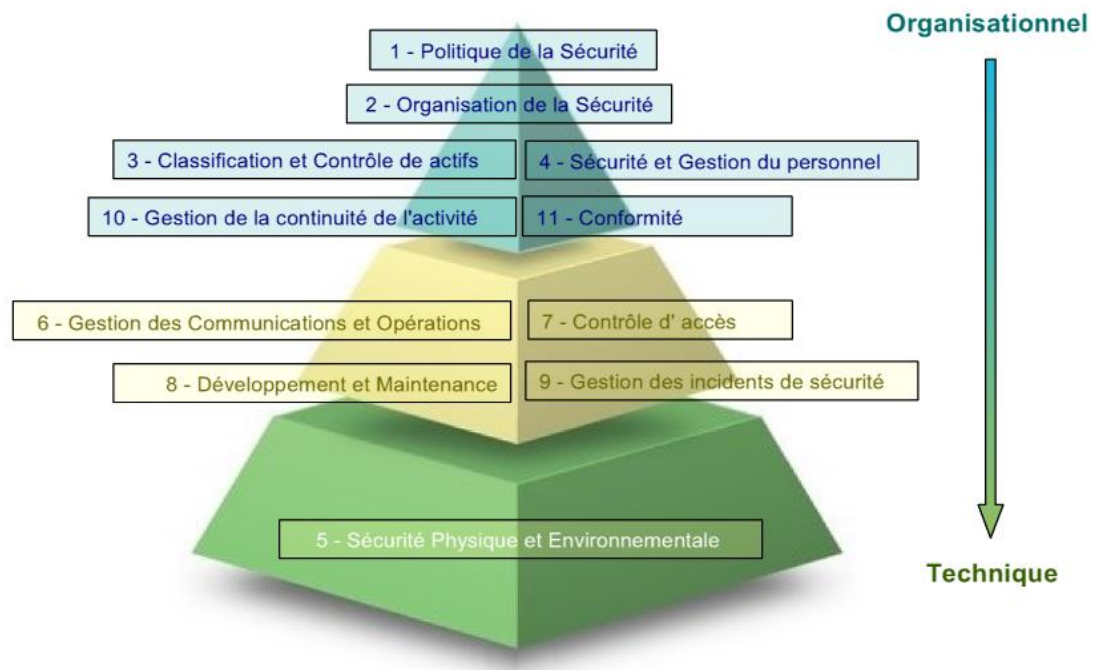 Organisationnel
1 - Politique de la Sécurité
2 - Organisation de la Sécurité
3 - Classification et Contrôle de actifs
4 - Sécurité et Gestion du personnel
10 - Gestion de la continuité de l'activité
11 - Conformité
6 - Gestion des Communications et Opérations
7 - Contrôle d' accès
8 - Développement et Maintenance
9 - Gestion des incidents de sécurité
5 - Sécurité Physique et Environnementale
Technique